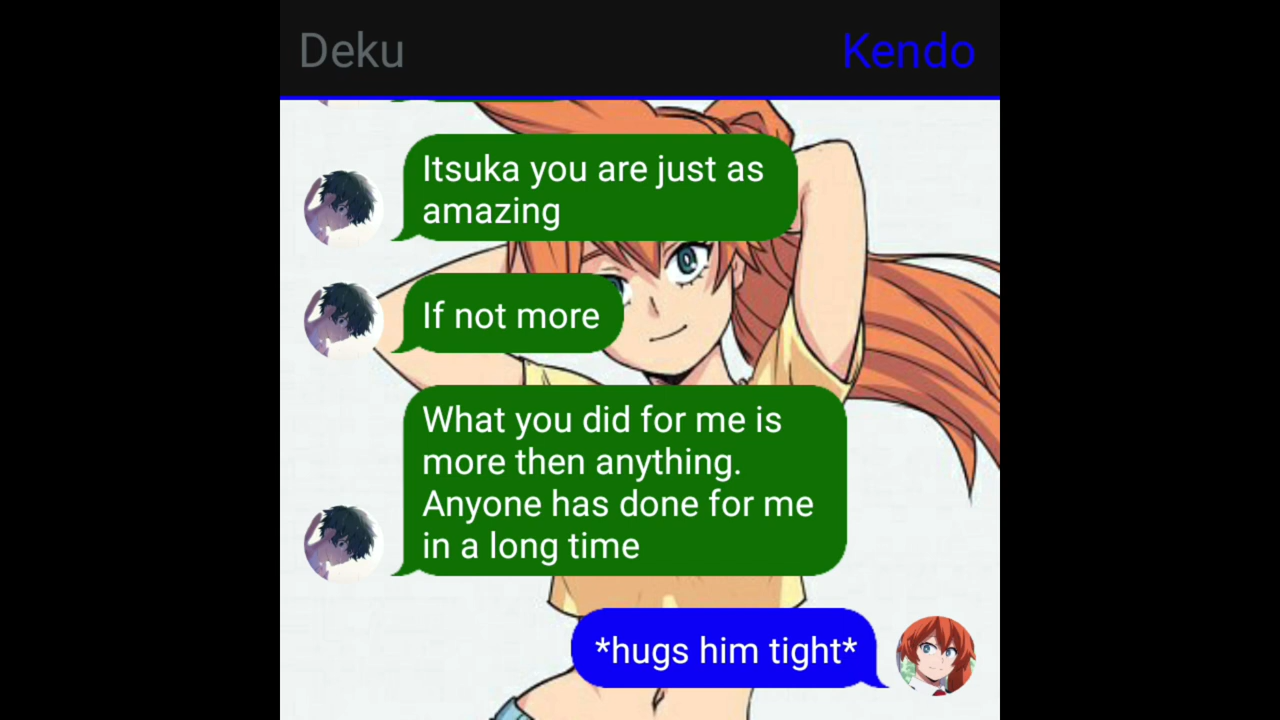 Deku
Kendo
Itsuka you are just as
amazing
If not more
What you did for me is
more then anything.
Anyone has done for me
in a long time
*hugs him tight*